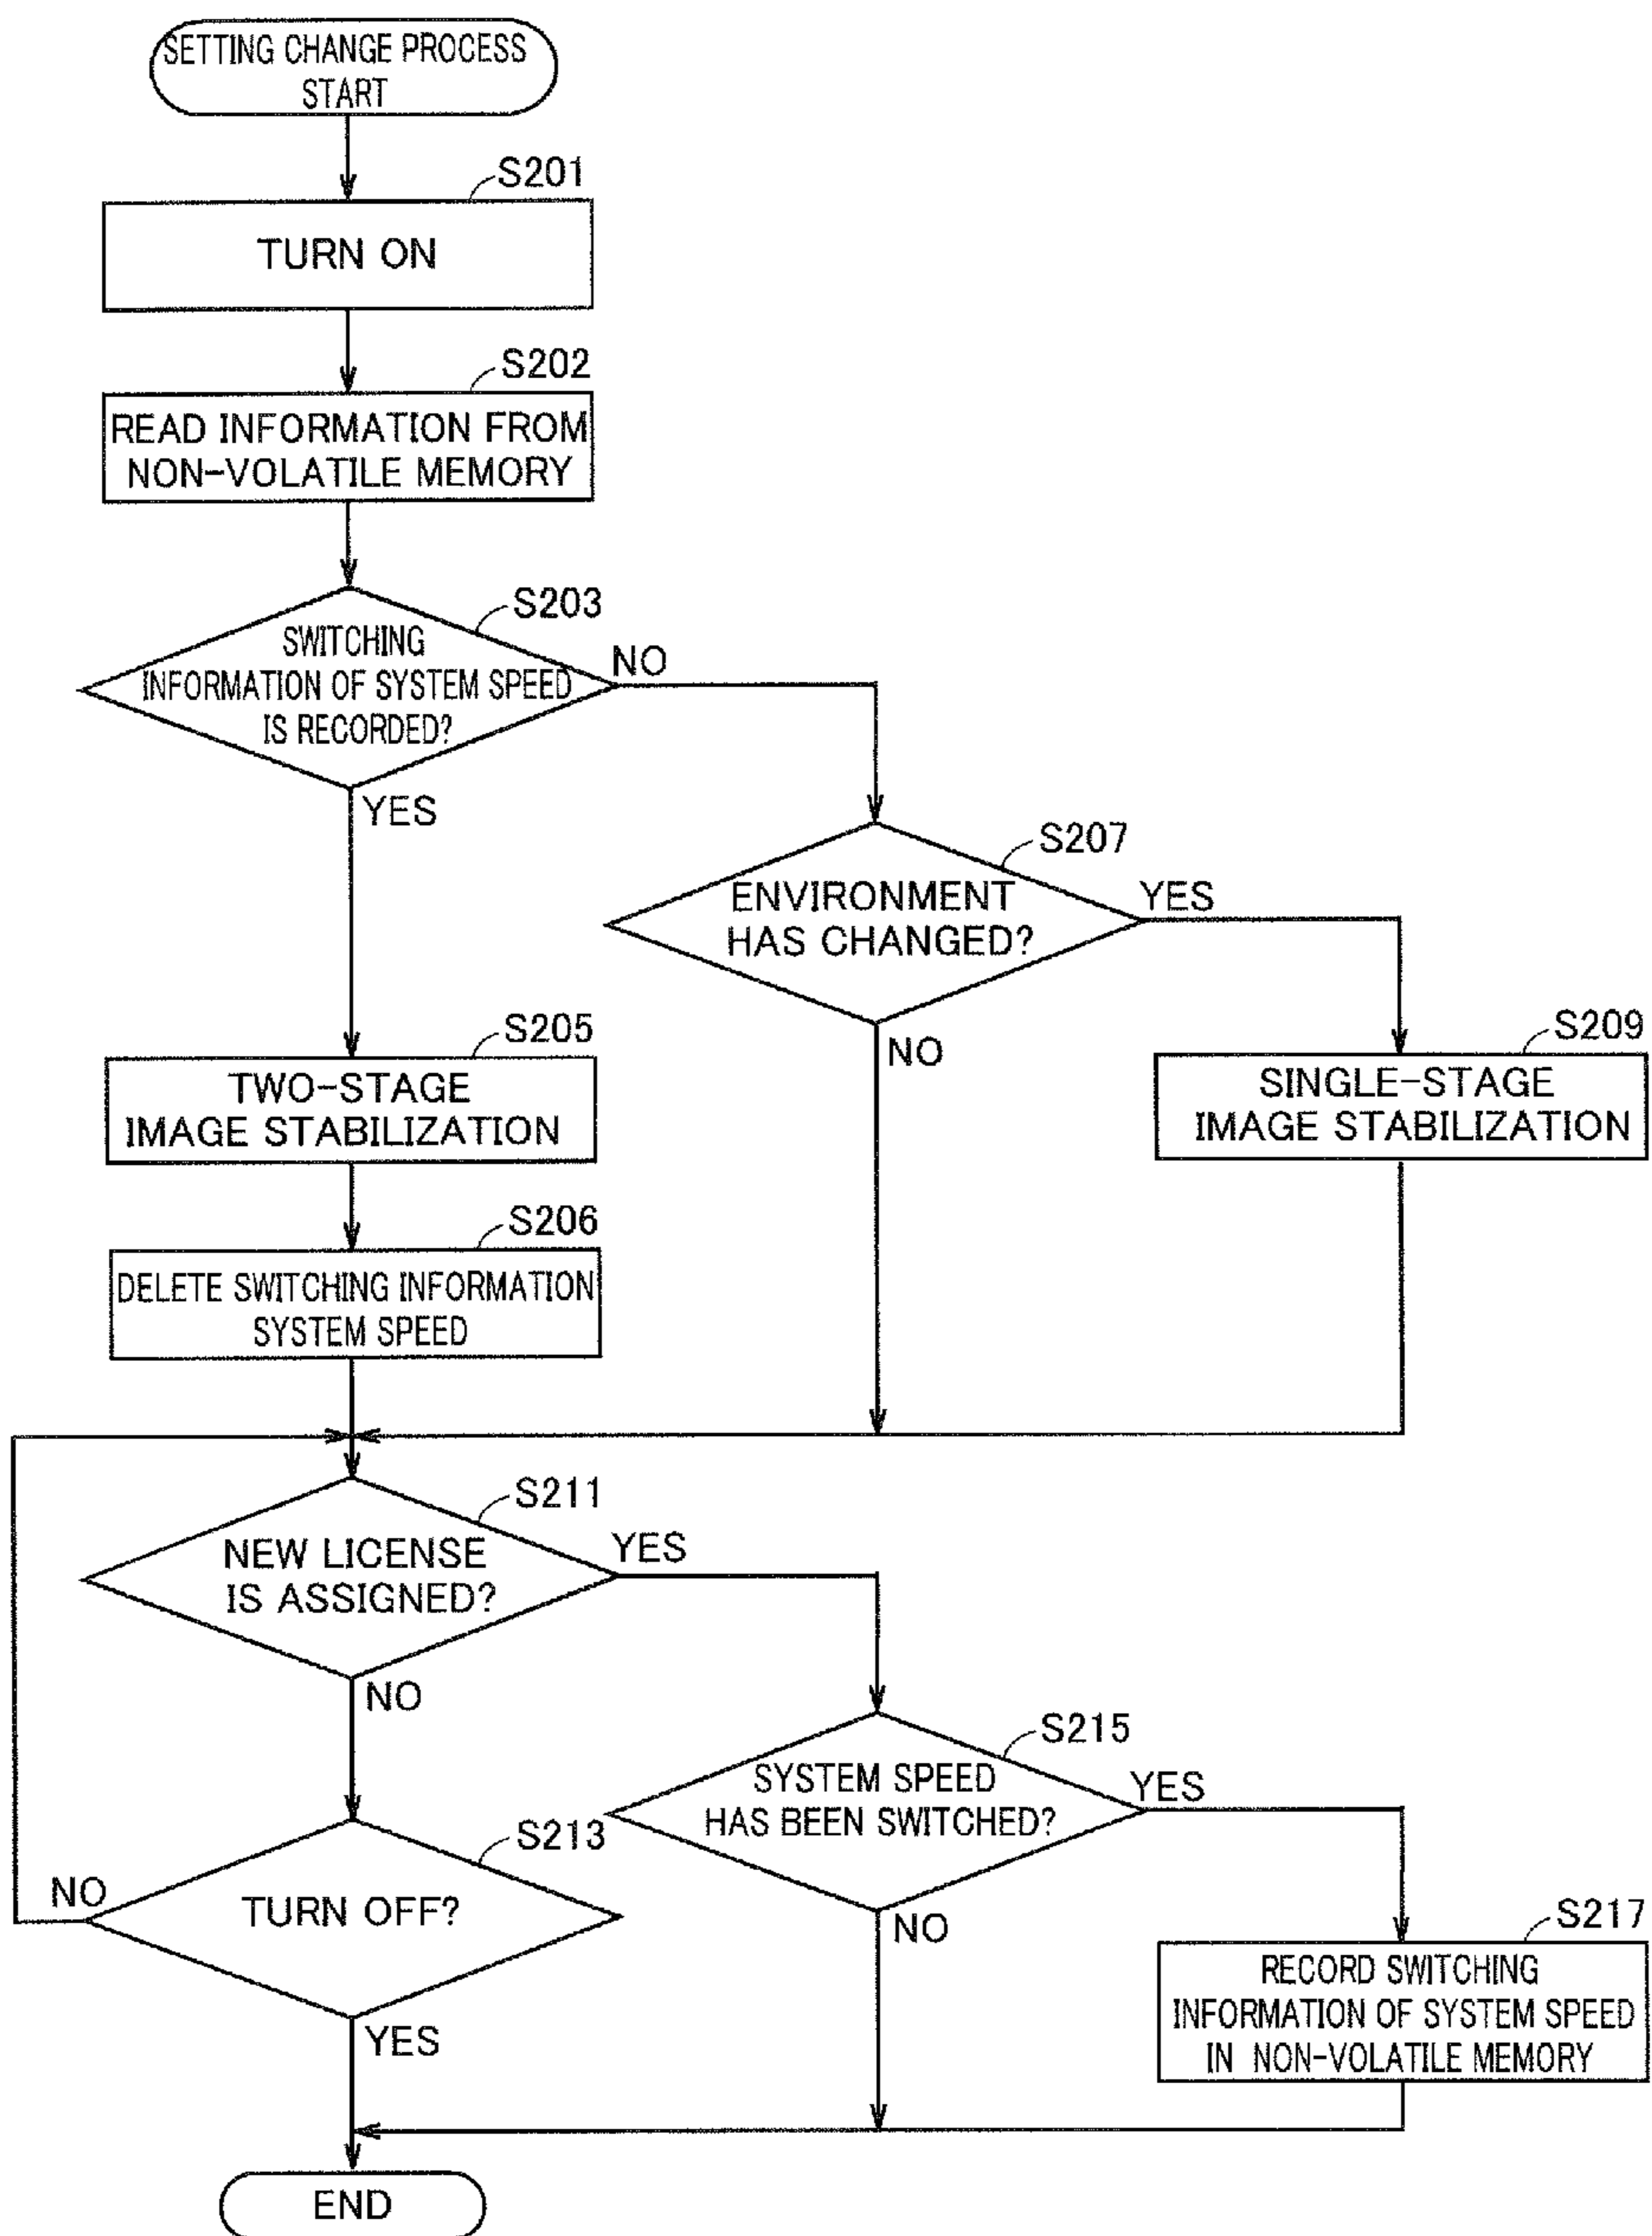 SETTING CHANGE PROCESS
START
S201
TURN ON
S202
READ INFORMATION FROM
NON-VOLATILE MEMORY
S203
SWITCHING
INFORMATION OF SYSTEM SPEED
IS RECORDED?
NO
YES
S207
ENVIRONMENT
HAS CHANGED?
YES
NO
S205
TWO-STAGE
IMAGE STABILIZATION
S209
SINGLE-STAGE
IMAGE STABILIZATION
S206
DELETE SWITCHING INFORMATION
SYSTEM SPEED
S211
NEW LICENSE
IS ASSIGNED?
YES
NO
S215
SYSTEM SPEED
HAS BEEN SWITCHED?
YES
NO
S213
TURN OFF?
NO
YES
S217
RECORD SWITCHING
INFORMATION OF SYSTEM SPEED
IN NON-VOLATILE MEMORY
END